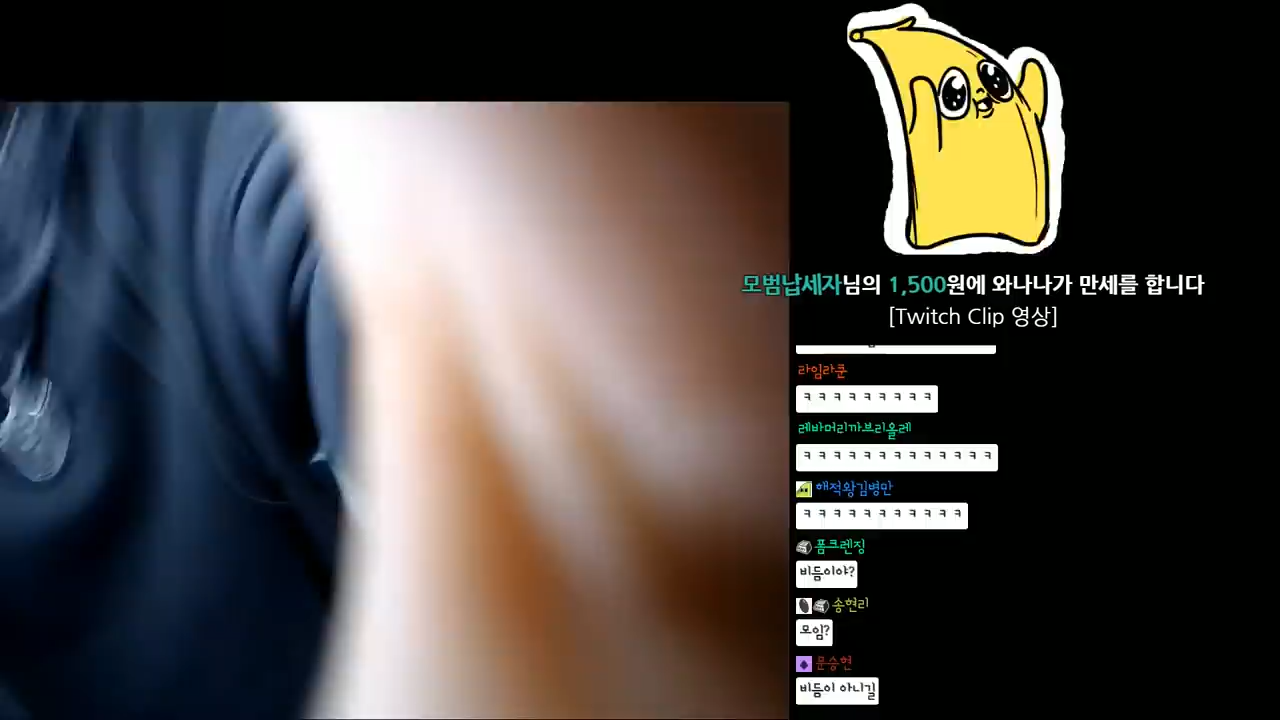 모범납세자님의 1,500원에 와나나가 만세를 합니다
[Twitch Clip 영상]
라임라쿤
ㅋㅋㅋㅋㅋㅋㅋㅋㅋ
레바머리까브리올레
ㅋㅋㅋㅋㅋㅋㅋㅋㅋㅋㅋㅋㅋ
해적왕김병만
ㅋㅋㅋㅋㅋㅋㅋㅋㅋㅋㅋ
폼크렌징
비듬이야?
송현리
모임?
문승현
비듬이 아니길